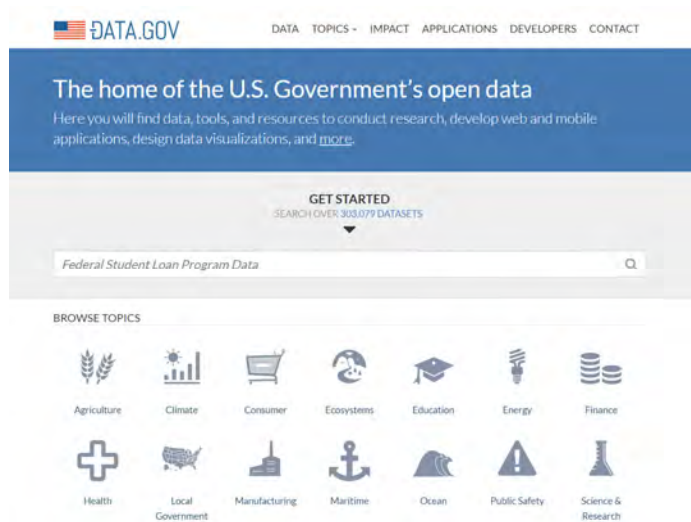 DATA.GOV
DATA TOPICS IMPACT APPLICATIONS DEVELOPERS CONTACT
The home of the U.S. Government's open data
Here you will find data, tools, and resources to conduct research, develop web and mobile
applications, design data visualizations, and more.
GET STARTED
SEARCH OVER 303,079 DATASETS
Federal Student Loan Program Data
BROWSE TOPICS
Agriculture Climate Consumer Ecosystems Education Energy Finance
Health Local Government Manufacturing Maritime Ocean Public Safety Science & Research